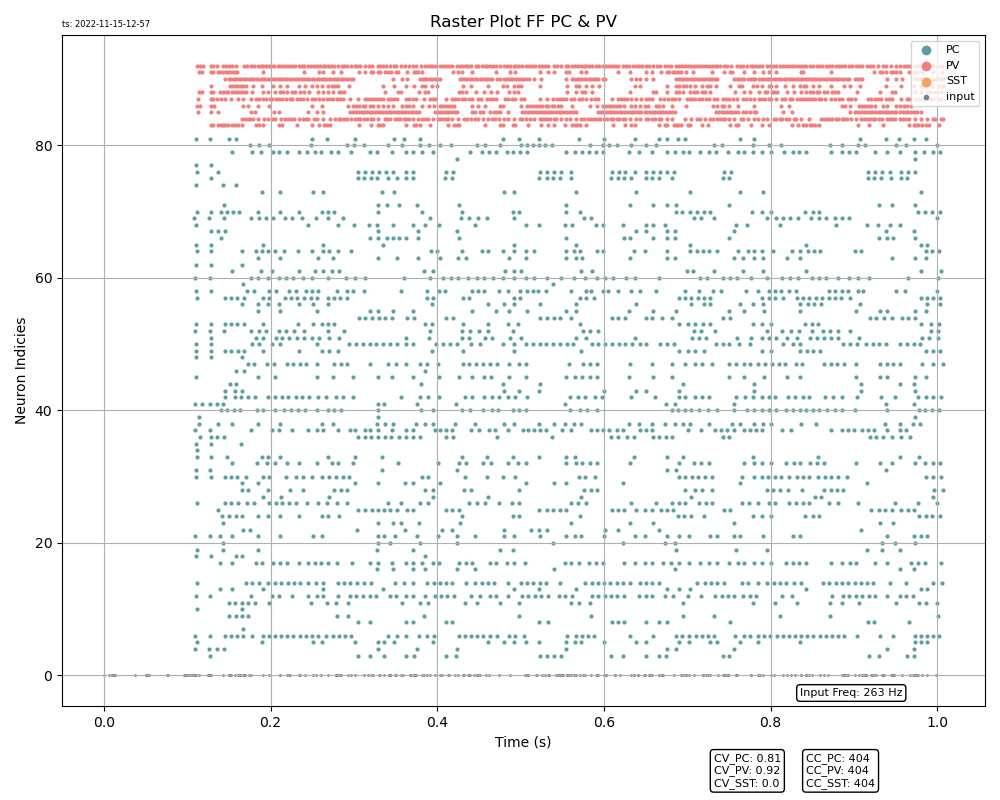 ts: 2022-11-15-12-57
Raster Plot FF PC & PV
PC
PV
SST
input
80
60
40
20
0
Neuron Indicies
Input Freq: 263 Hz
0.0 0.2 0.4 0.6 0.8 1.0
Time (s)
CV_PC: 0.81
CV_PV: 0.92
CV_SST: 0.0
CC_PC: 404
CC_PV: 404
CC_SST: 404